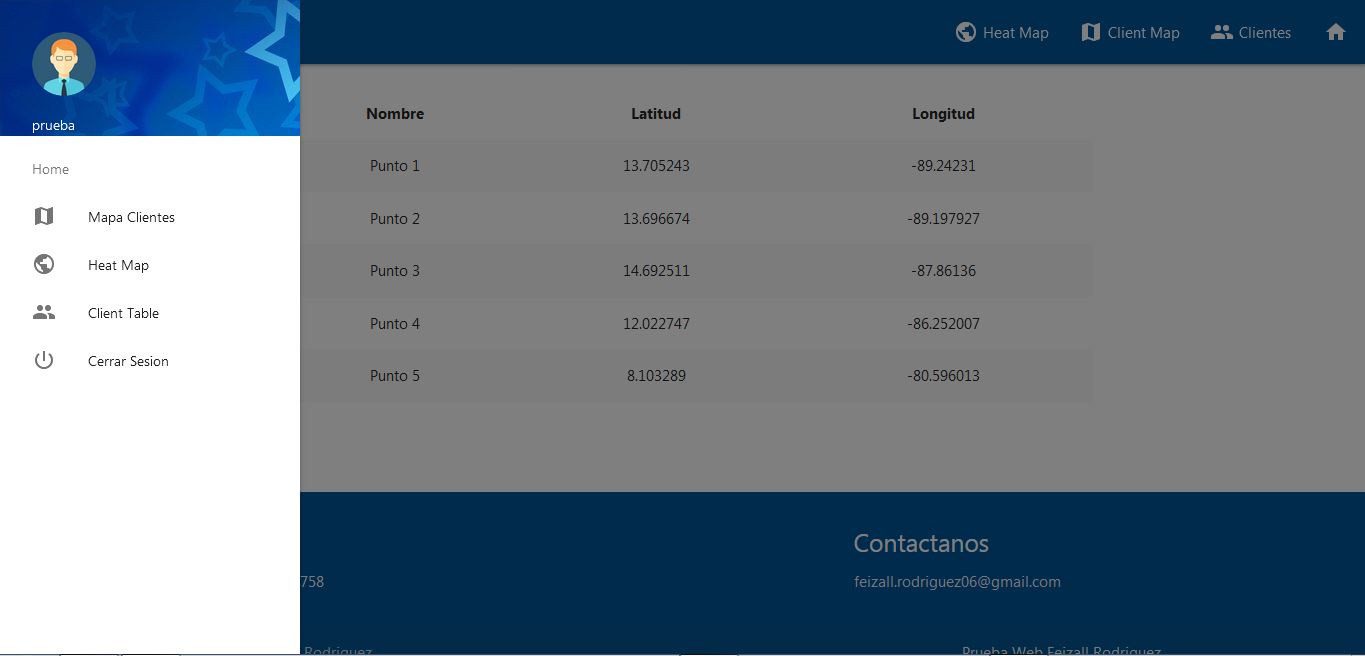 Heat Map Client Map Clientes
prueba
Home
Mapa Clientes
Heat Map
Client Table
Cerrar Sesion
Nombre Latitud Longitud
Punto 1 13.705243 -89.24231
Punto 2 13.696674 -89.197927
Punto 3 14.692511 -87.86136
Punto 4 12.022747 -86.252007
Punto 5 8.103289 -80.596013
Contactanos
758 feizall.rodriguez06@gmail.com
Rodriguez Prueba Web Feizall Rodriguez